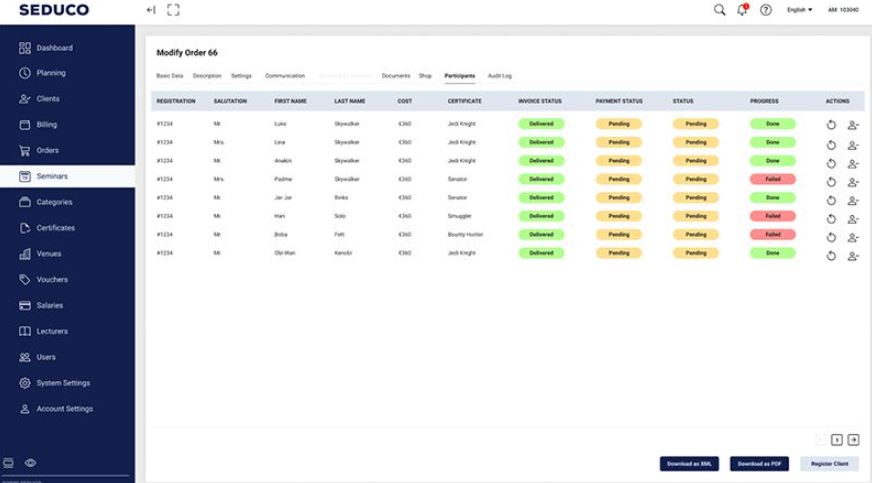 SEDUCO
English
AM 103040
Dashboard
Planning
Clients
Billing
Orders
Seminars
Categories
Certificates
Venues
Vouchers
Salaries
Lecturers
Users
System Settings
Account Settings
Modify Order 66
Basic Data Description Settings Communication Documents Shop Participants Audit Log
REGISTRATION SALUTATION FIRST NAME LAST NAME COST CERTIFICATE INVOICE STATUS PAYMENT STATUS STATUS PROGRESS ACTIONS
#1234 Mr. Luke Skywalker €360 Jedi Knight Delivered Pending Pending Done
#1234 Mrs. Leia Skywalker €360 Jedi Knight Delivered Pending Pending Done
#1234 Mr. Anakin Skywalker €360 Jedi Knight Delivered Pending Pending Done
#1234 Mrs. Padme Skywalker €360 Senator Delivered Pending Pending Failed
#1234 Mr. Jar Jar Binks €360 Senator Delivered Pending Pending Done
#1234 Mr. Han Solo €360 Smuggler Delivered Pending Pending Failed
#1234 Mr. Boba Fett €360 Bounty Hunter Delivered Pending Pending Failed
#1234 Mr. Obi-Wan Kenobi €360 Jedi Knight Delivered Pending Pending Done
1
Download as XML Download as PDF Register Client